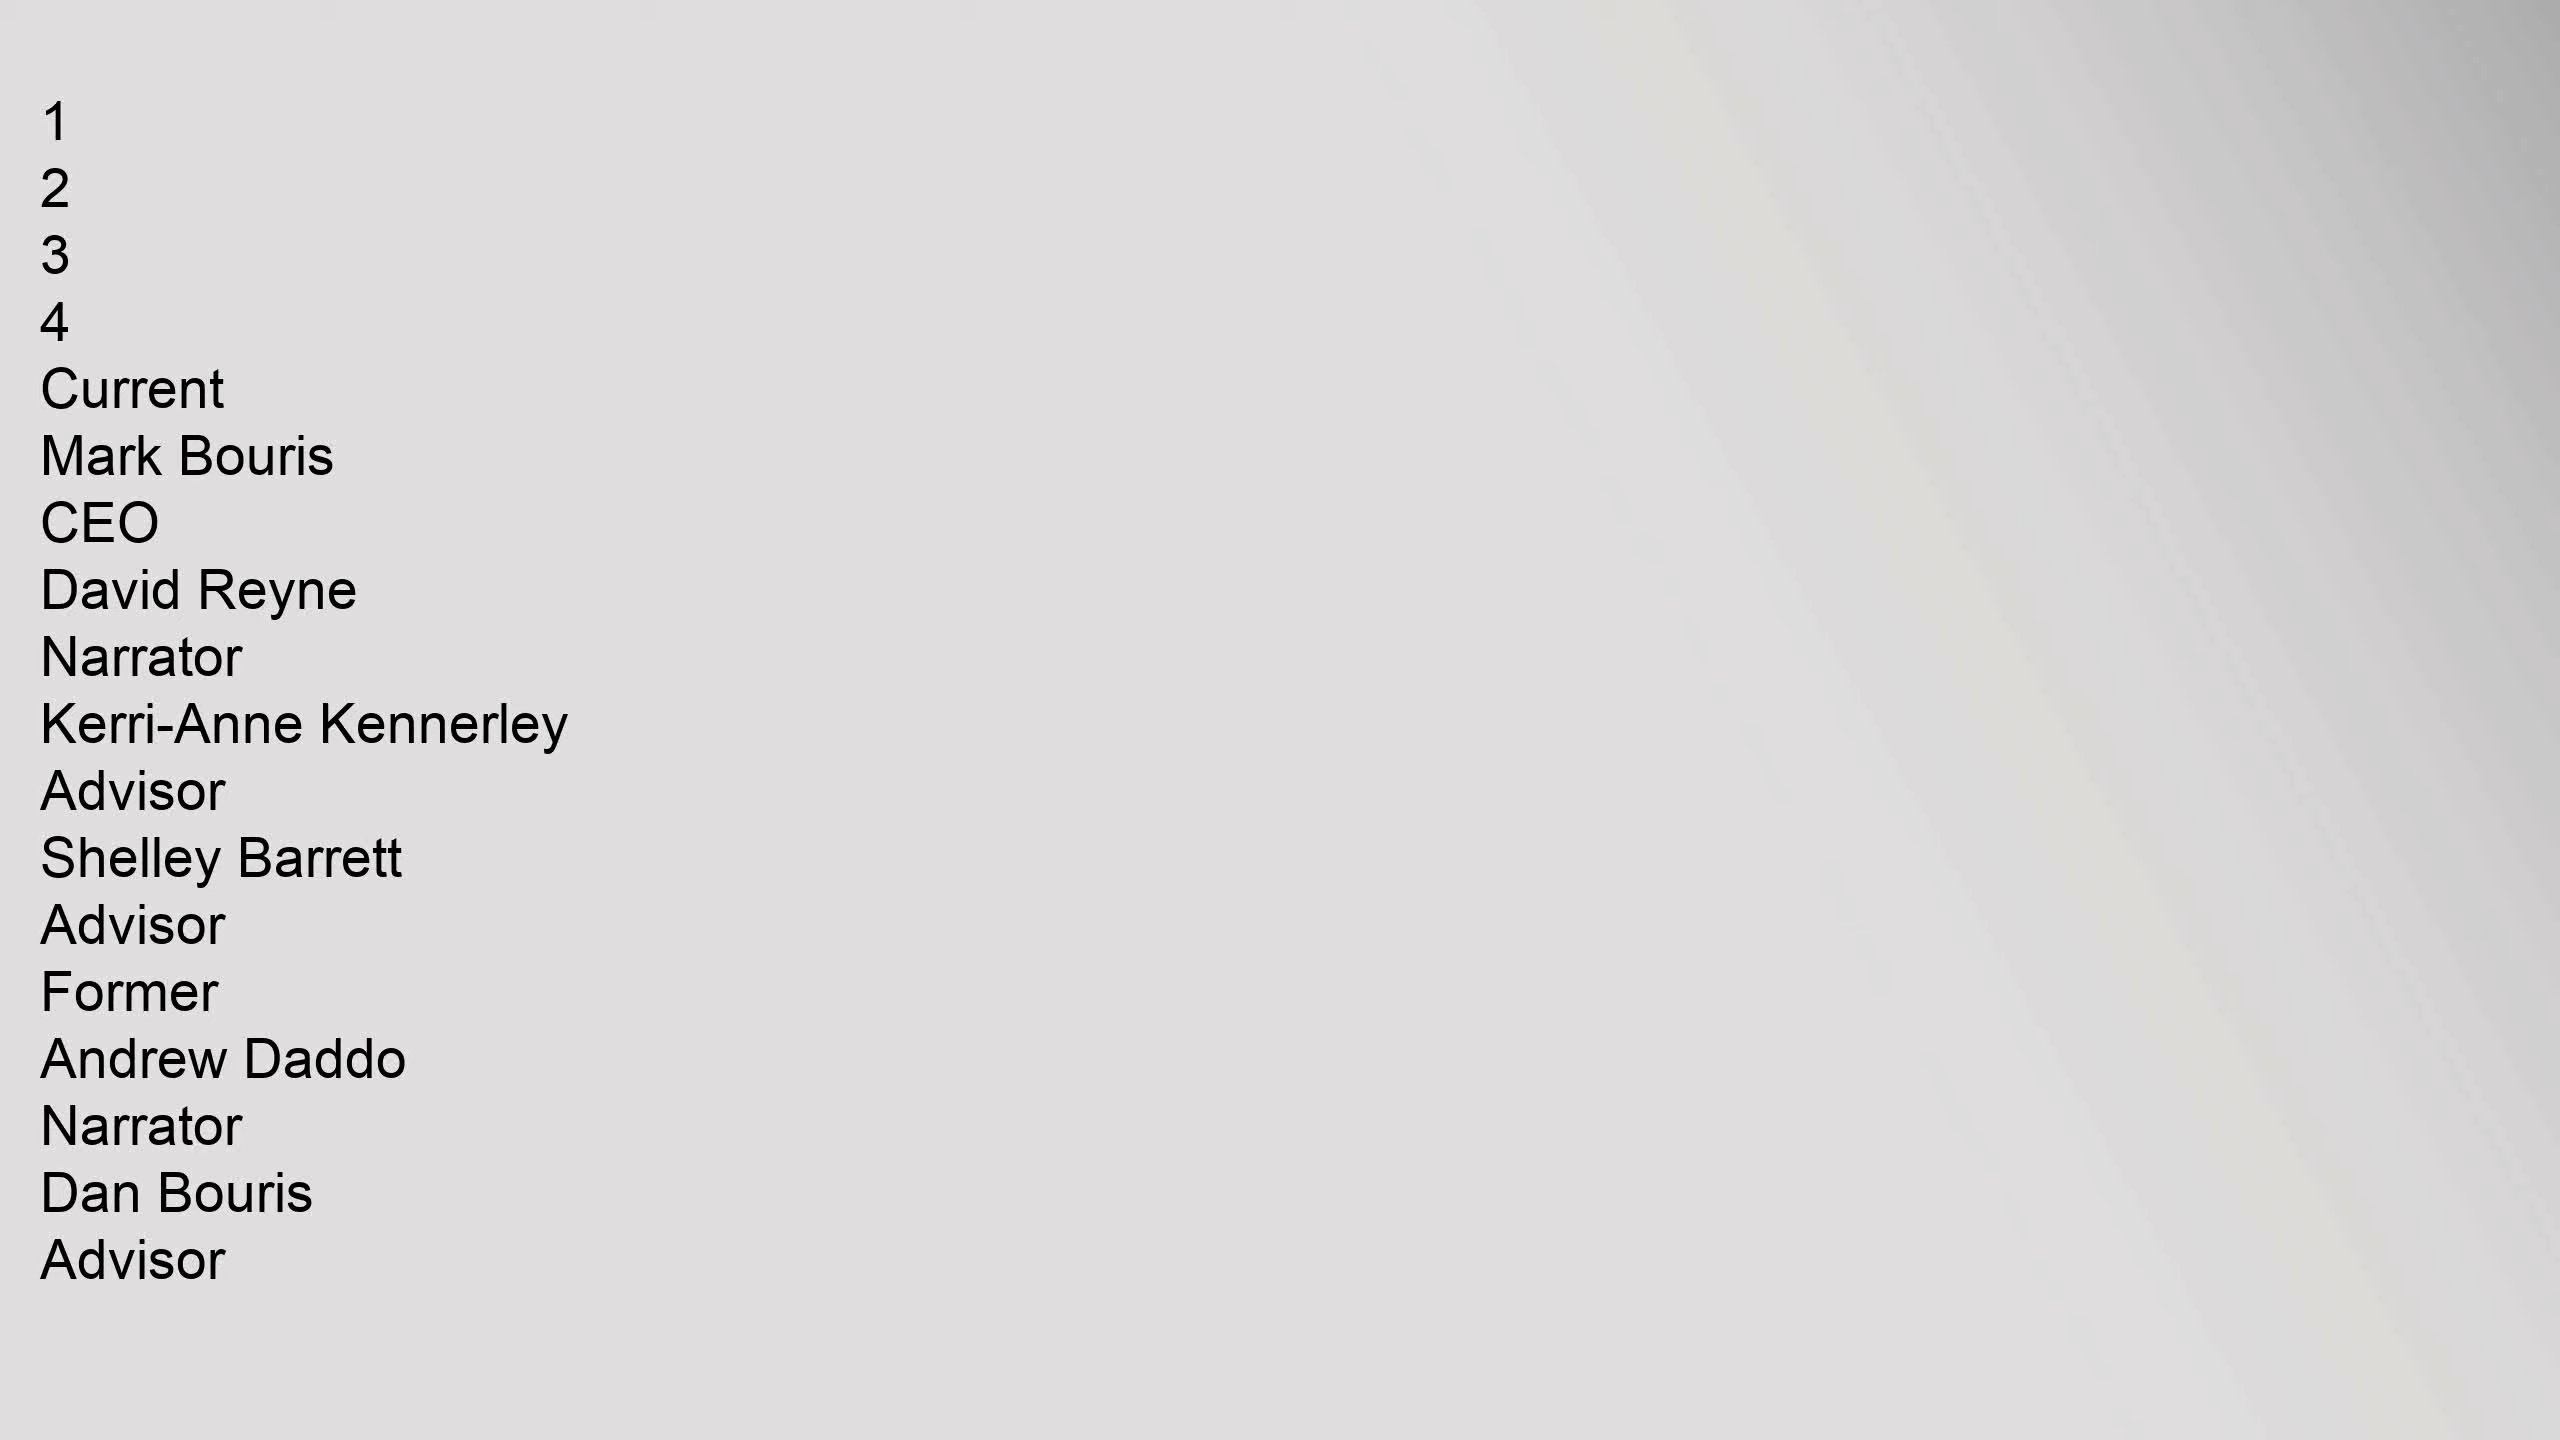 1
2
3
4
Current
Mark Bouris
CEO
David Reyne
Narrator
Kerri-Anne Kennerley
Advisor
Shelley Barrett
Advisor
Former
Andrew Daddo
Narrator
Dan Bouris
Advisor